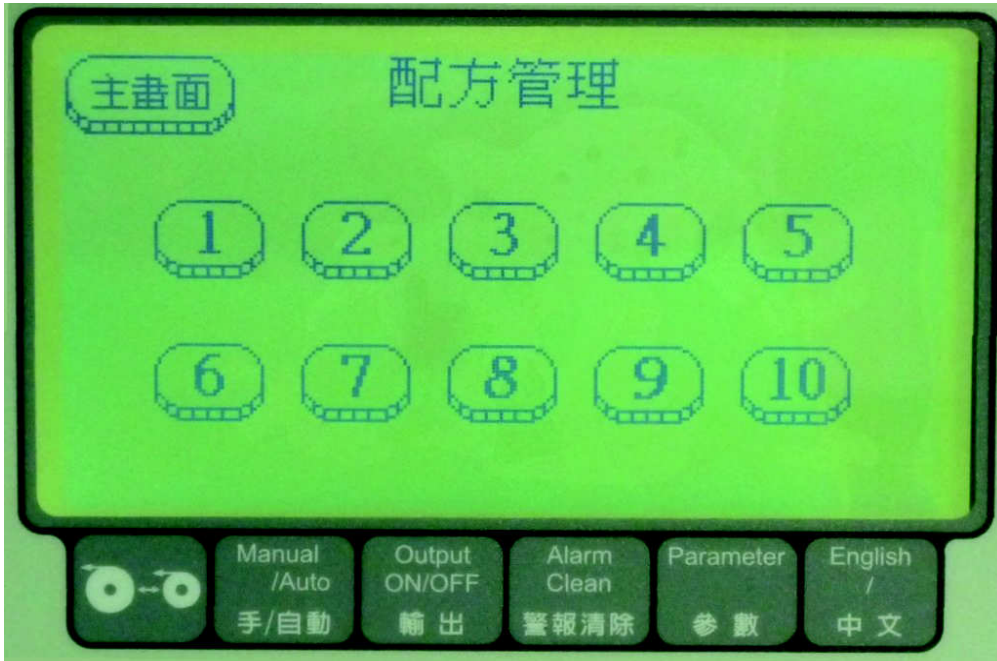 主畫面
配方管理
1 2 3 4 5
6 7 8 9 10
Manual
/Auto
手/自動
Output
ON/OFF
輸出
Alarm
Clean
警報清除
Parameter
參數
English
/
中文